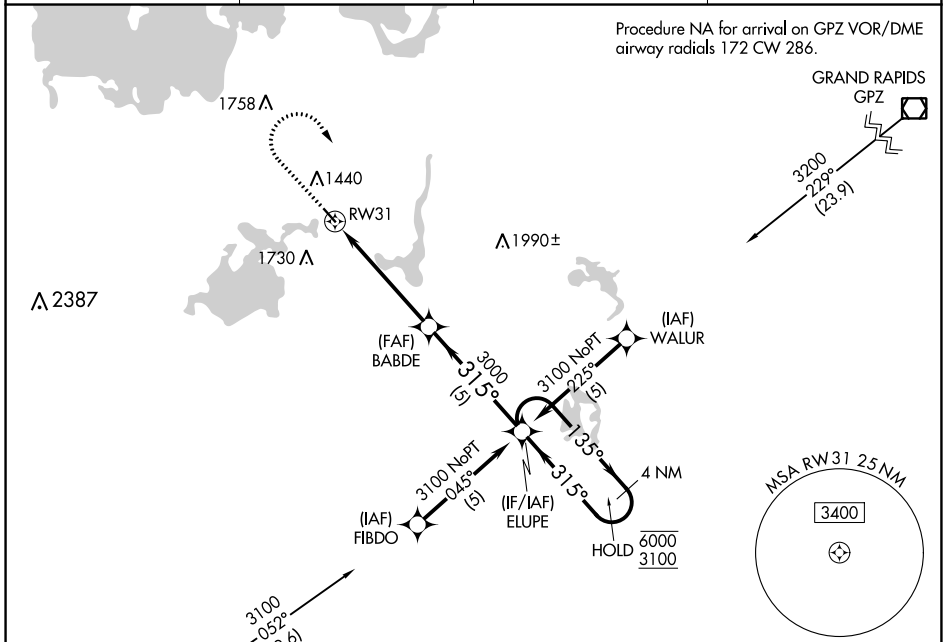 Procedure NA for arrival on GPZ VOR/DME
airway radials 172 CW 286.
GRAND RAPIDS
GPZ
3200
229°
(23.9)
1758
1440
RW31
1730
1990±
2387
(FAF)
BABDE
3000
315°
(5)
(IAF)
WALUR
3100 NoPT
225°
(5)
135°
315°
4 NM
HOLD
6000
3100
(IF/IAF)
ELUPE
3100 NoPT
045°
(5)
(IAF)
FIBDO
3100
052°
MSA RW31 25 NM
3400